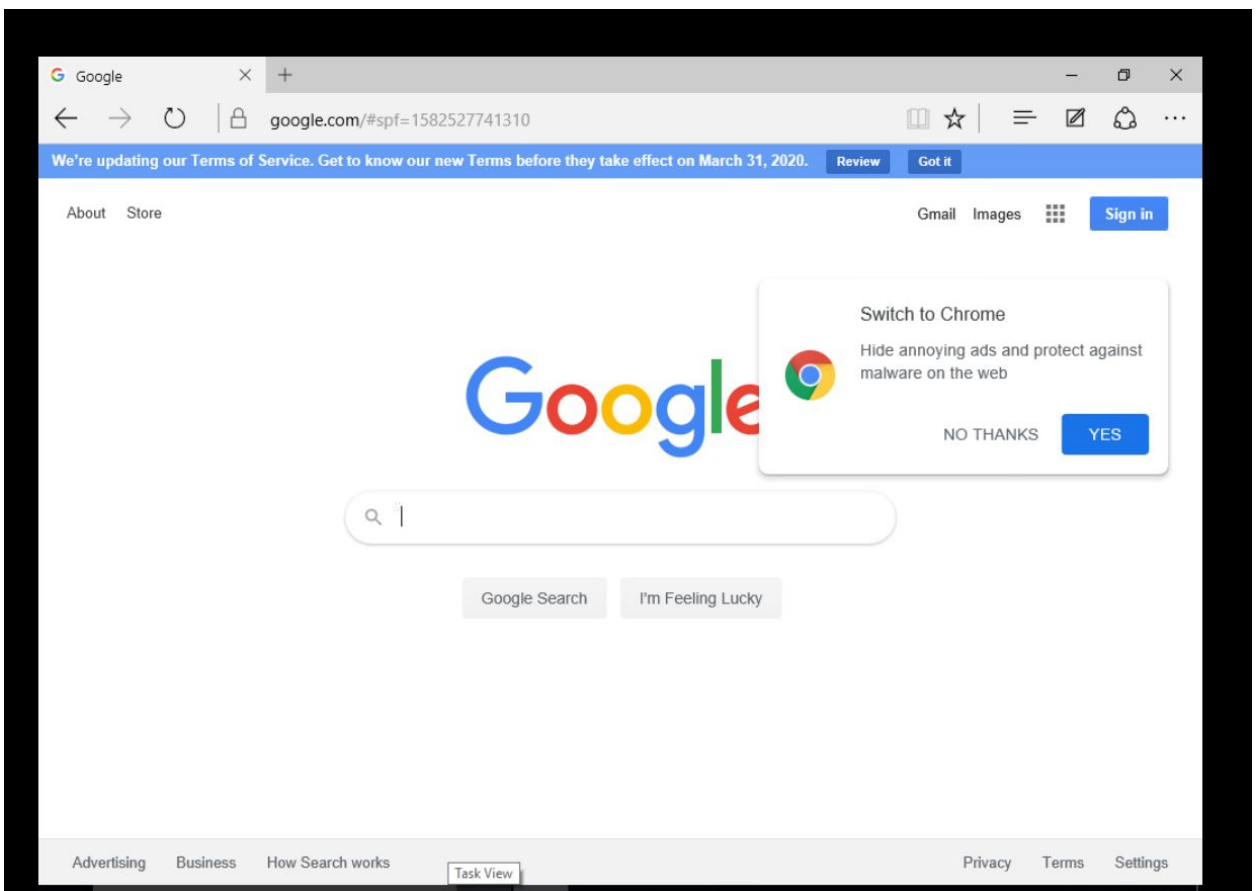 Google
google.com/#spf=1582527741310
We're updating our Terms of Service. Get to know our new Terms before they take effect on March 31, 2020. Review Got it
About Store
Gmail Images Sign in
Switch to Chrome
Hide annoying ads and protect against
malware on the web
NO THANKS YES
Google
Google Search I'm Feeling Lucky
Advertising Business How Search works
Privacy Terms Settings
Task View